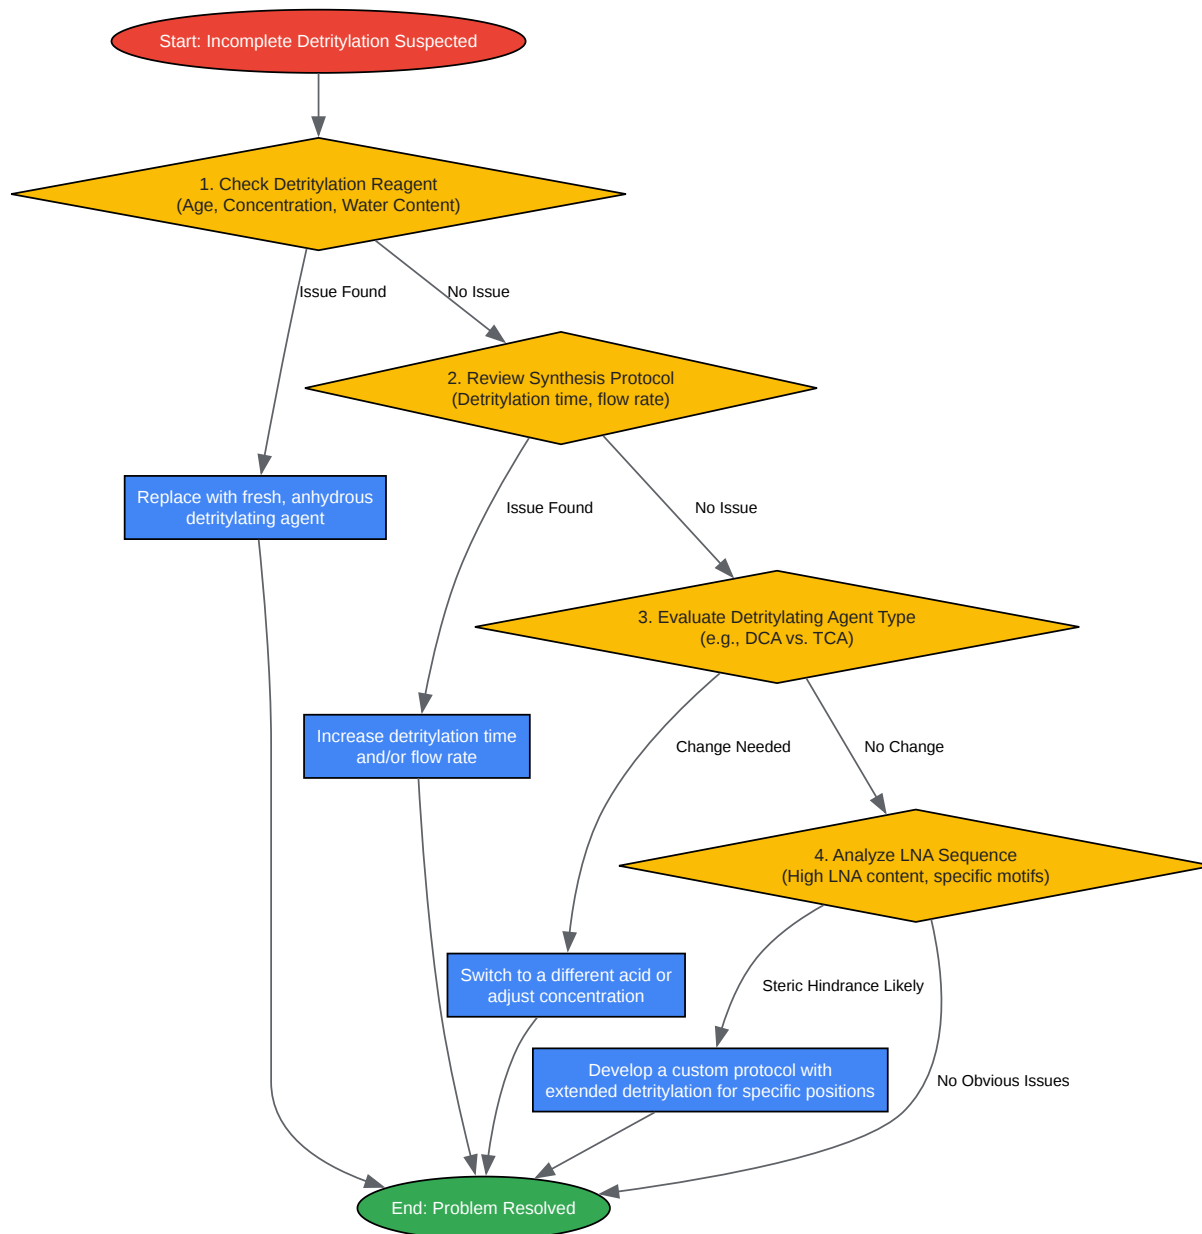 Start: Incomplete Detritylation Suspected
1. Check Detritylation Reagent
(Age, Concentration, Water Content)
Issue Found
No Issue
2. Review Synthesis Protocol
(Detritylation time, flow rate)
Replace with fresh, anhydrous
detritylating agent
Issue Found
No Issue
3. Evaluate Detritylating Agent Type
(e.g., DCA vs. TCA)
Increase detritylation time
and/or flow rate
Change Needed
No Change
4. Analyze LNA Sequence
(High LNA content, specific motifs)
Switch to a different acid or
adjust concentration
Steric Hindrance Likely
Develop a custom protocol with
extended detritylation for specific positions
No Obvious Issues
End: Problem Resolved